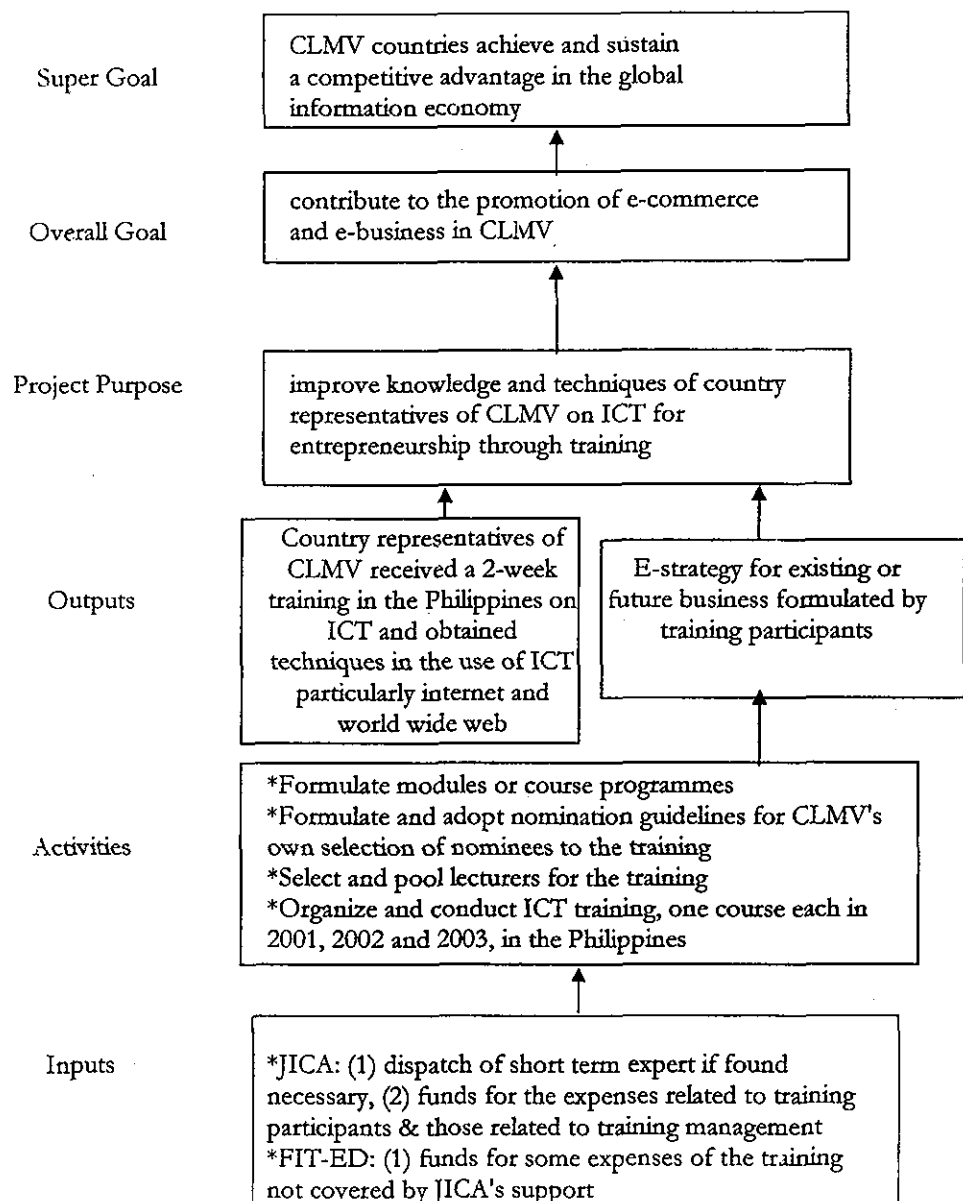 Super Goal
CLMV countries achieve and sustain
a competitive advantage in the global
information economy
Overall Goal
contribute to the promotion of e-commerce
and e-business in CLMV
Project Purpose
improve knowledge and techniques of country
representatives of CLMV on ICT for
entrepreneurship through training
Outputs
Country representatives of
CLMV received a 2-week
training in the Philippines on
ICT and obtained
techniques in the use of ICT
particularly internet and
world wide web
E-strategy for existing or
future business formulated by
training participants
Activities
*Formulate modules or course programmes
*Formulate and adopt nomination guidelines for CLMV's
own selection of nominees to the training
*Select and pool lecturers for the training
*Organize and conduct ICT training, one course each in
2001, 2002 and 2003, in the Philippines
Inputs
*JICA: (1) dispatch of short term expert if found
necessary, (2) funds for the expenses related to training
participants & those related to training management
*FIT-ED: (1) funds for some expenses of the training
not covered by JICA's support